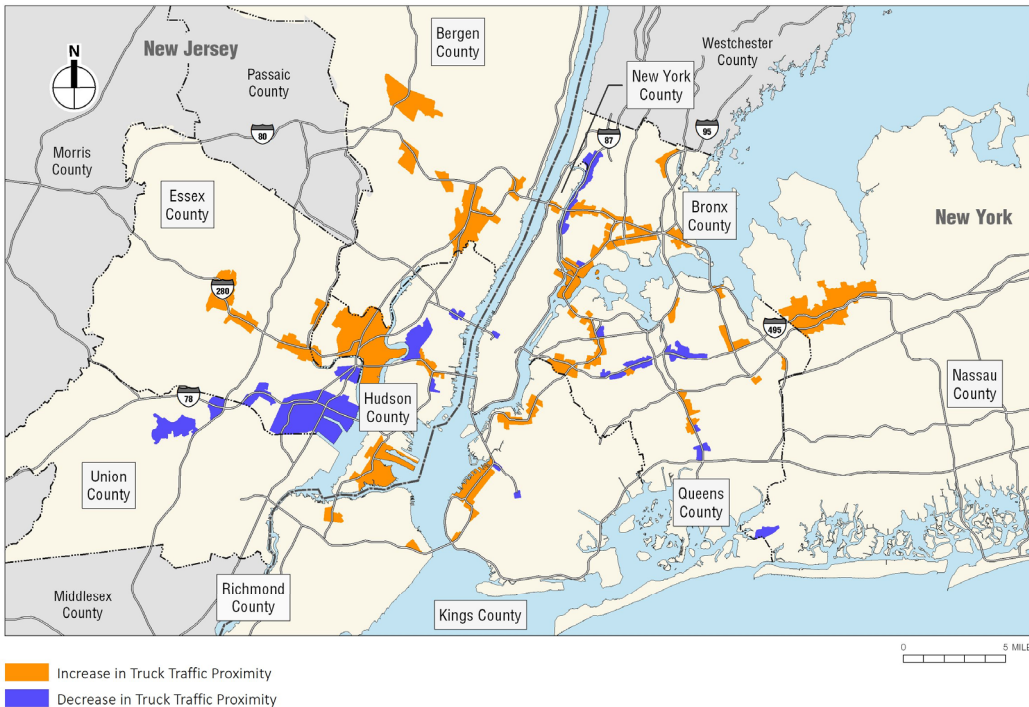 Bergen
County
New Jersey
Westchester
County
N
Passaic
County
New York
County
80
87
95
Morris
County
Essex
County
Bronx
County
New York
280
495
78
Hudson
County
Nassau
County
Union
County
Queens
County
Richmond
County
Middlesex
County
Kings County
0 5 MILE
Increase in Truck Traffic Proximity
Decrease in Truck Traffic Proximity